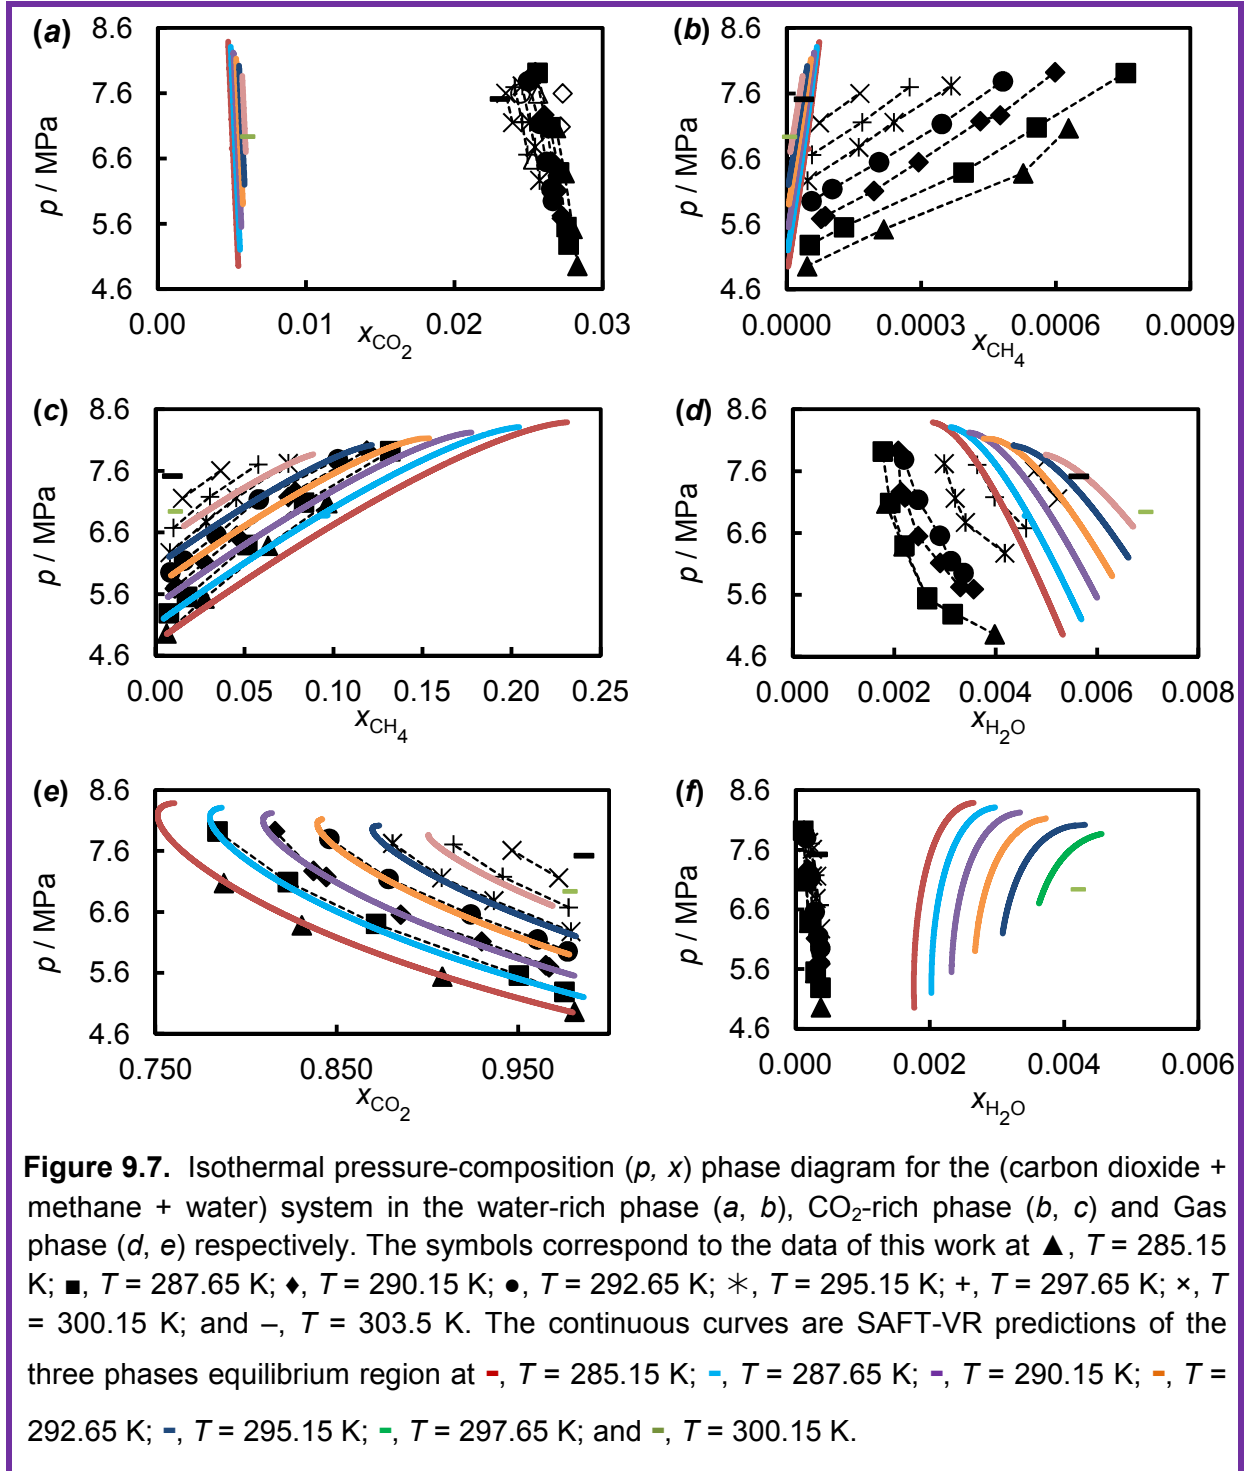 (a)
8.6
7.6
6.6
5.6
4.6
p / MPa
0.00 0.01 0.02 0.03
xCO2
(b)
8.6
7.6
6.6
5.6
4.6
p / MPa
0.0000 0.0003 0.0006 0.0009
xCH4
(c)
8.6
7.6
6.6
5.6
4.6
p / MPa
0.00 0.05 0.10 0.15 0.20 0.25
xCH4
(d)
8.6
7.6
6.6
5.6
4.6
p / MPa
0.000 0.002 0.004 0.006 0.008
xH2O
(e)
8.6
7.6
6.6
5.6
4.6
p / MPa
0.750 0.850 0.950
xCO2
(f)
8.6
7.6
6.6
5.6
4.6
p / MPa
0.000 0.002 0.004 0.006
xH2O
Figure 9.7. Isothermal pressure-composition (p, x) phase diagram for the (carbon dioxide +
methane + water) system in the water-rich phase (a, b), CO2-rich phase (b, c) and Gas
phase (d, e) respectively. The symbols correspond to the data of this work at ▲, T = 285.15
K; ■, T = 287.65 K; ♦, T = 290.15 K; ●, T = 292.65 K; ✳, T = 295.15 K; +, T = 297.65 K; ×, T
= 300.15 K; and –, T = 303.5 K. The continuous curves are SAFT-VR predictions of the
three phases equilibrium region at -, T = 285.15 K; -, T = 287.65 K; -, T = 290.15 K; -, T =
292.65 K; -, T = 295.15 K; -, T = 297.65 K; and -, T = 300.15 K.